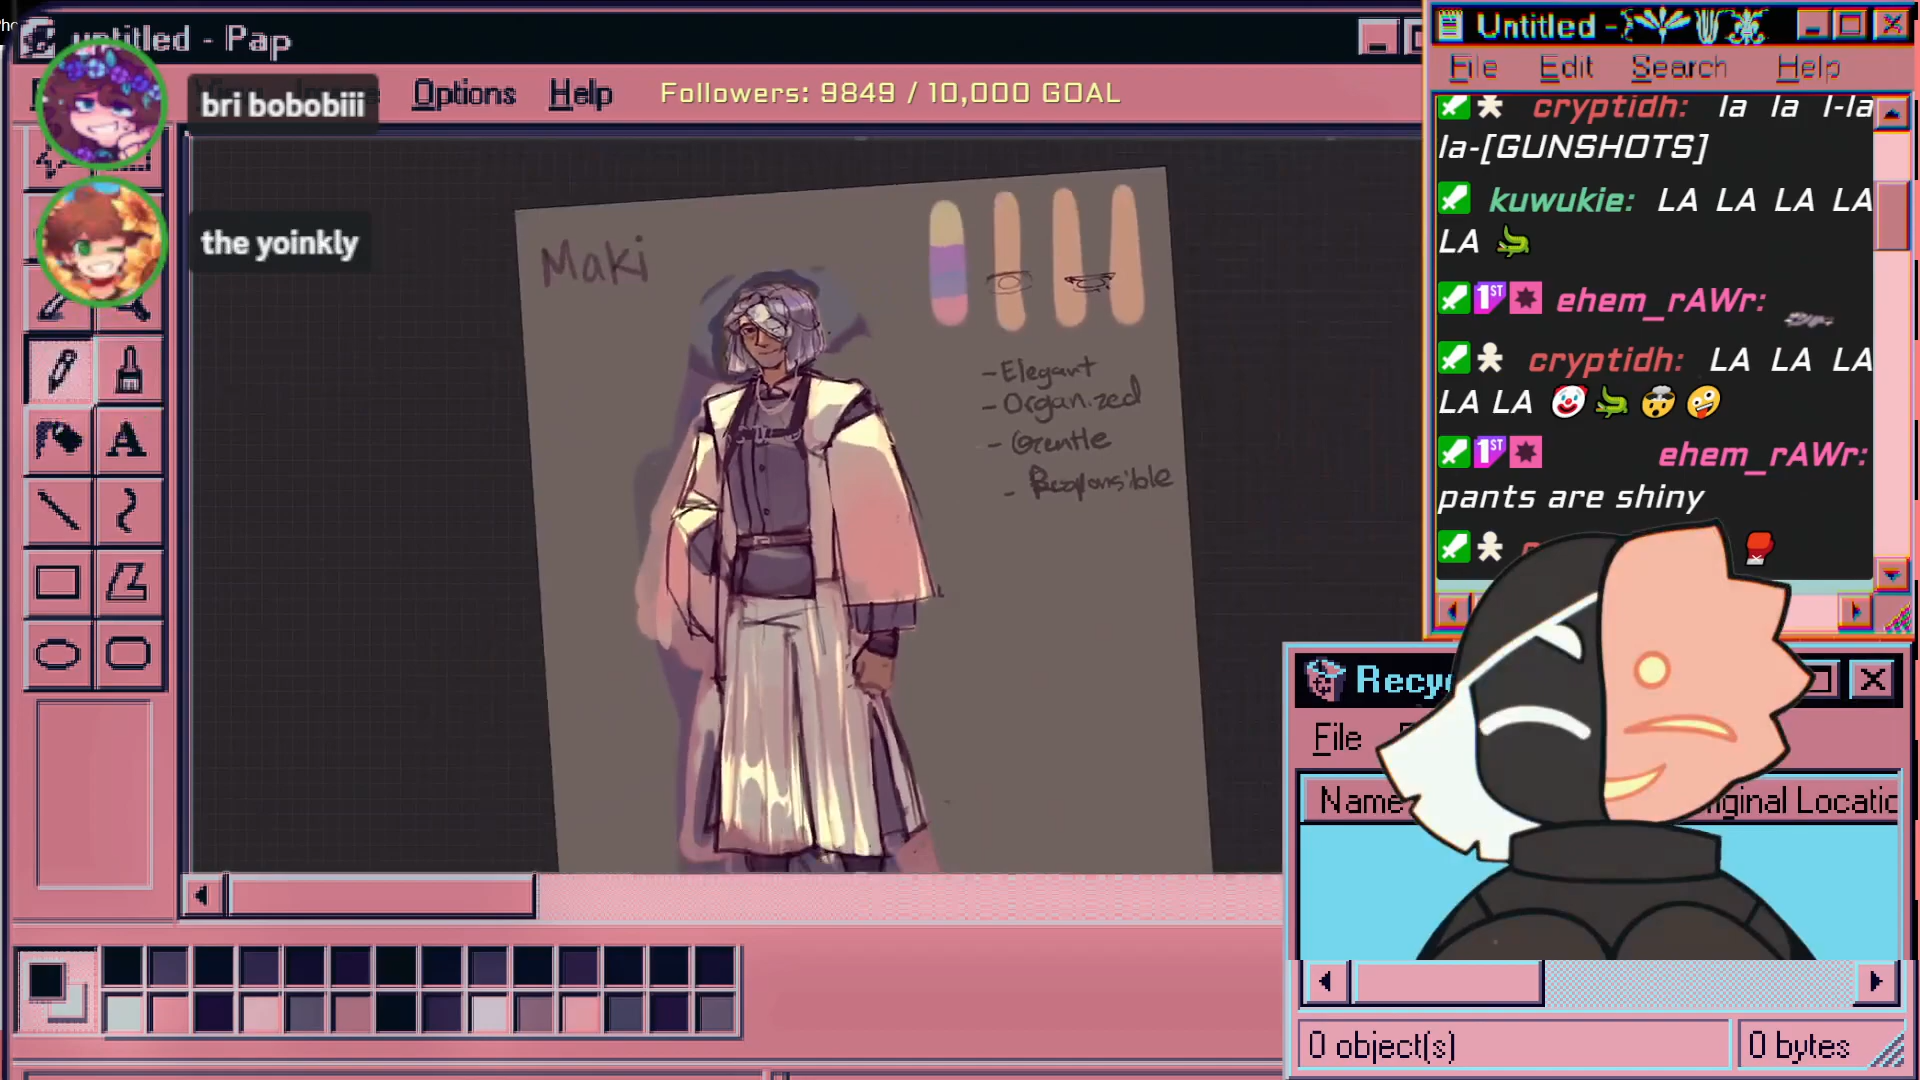 untitled - Pap
Options Help Followers: 9849 / 10,000 GOAL
bri bobobiii
the yoinkly
Maki
- Elegant
- Organized
- Gentle
- Responsible
Untitled -
File Edit Search Help
cryptidh: la la l-la
la-[GUNSHOTS]
kuwukie: LA LA LA LA
LA 🐊
ehem_rAWr:
cryptidh: LA LA LA
LA LA 🤡🐊🤯🤪
ehem_rAWr:
pants are shiny
Recyc
File
Name iginal Locatio
0 object(s) 0 bytes